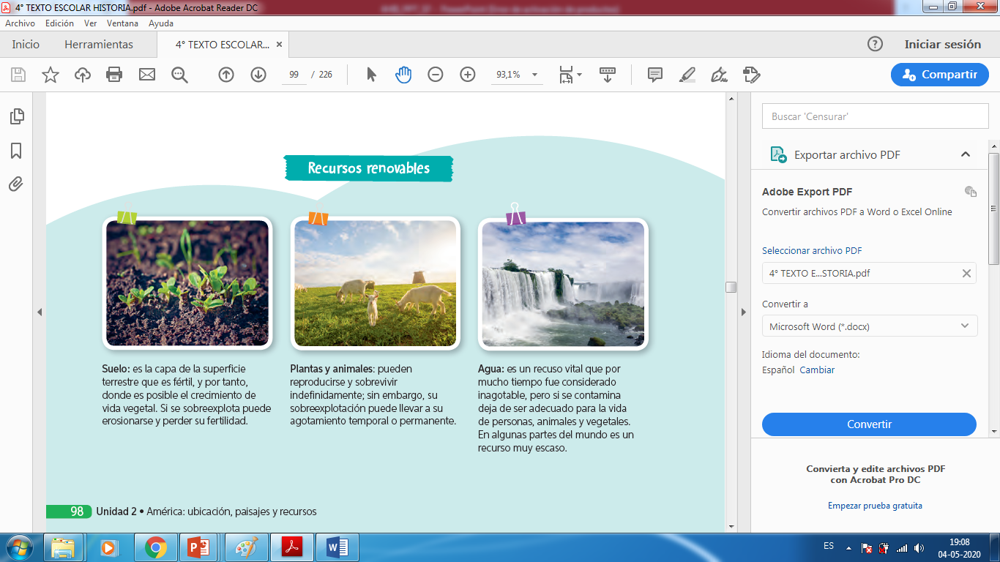 4° TEXTO ESCOLAR HISTORIA.pdf - Adobe Acrobat Reader DC
Archivo Edición Ver Ventana Ayuda
Inicio Herramientas 4° TEXTO ESCOLAR... × Iniciar sesión
99 / 226 93,1% Compartir
Buscar 'Censurar'
Exportar archivo PDF
Adobe Export PDF
Convertir archivos PDF a Word o Excel Online
Seleccionar archivo PDF
4° TEXTO E...STORIA.pdf
Convertir a
Microsoft Word (*.docx)
Idioma del documento:
Español Cambiar
Convertir
Convierta y edite archivos PDF
con Acrobat Pro DC
Empezar prueba gratuita
Recursos renovables
Suelo: es la capa de la superficie
terrestre que es fértil, y por tanto,
donde es posible el crecimiento de
vida vegetal. Si se sobreexplota puede
erosionarse y perder su fertilidad.
Plantas y animales: pueden
reproducirse y sobrevivir
indefinidamente; sin embargo, su
sobreexplotación puede llevar a su
agotamiento temporal o permanente.
Agua: es un recuso vital que por
mucho tiempo fue considerado
inagotable, pero si se contamina
deja de ser adecuado para la vida
de personas, animales y vegetales.
En algunas partes del mundo es un
recurso muy escaso.
98 Unidad 2 • América: ubicación, paisajes y recursos
ES
19:08
04-05-2020